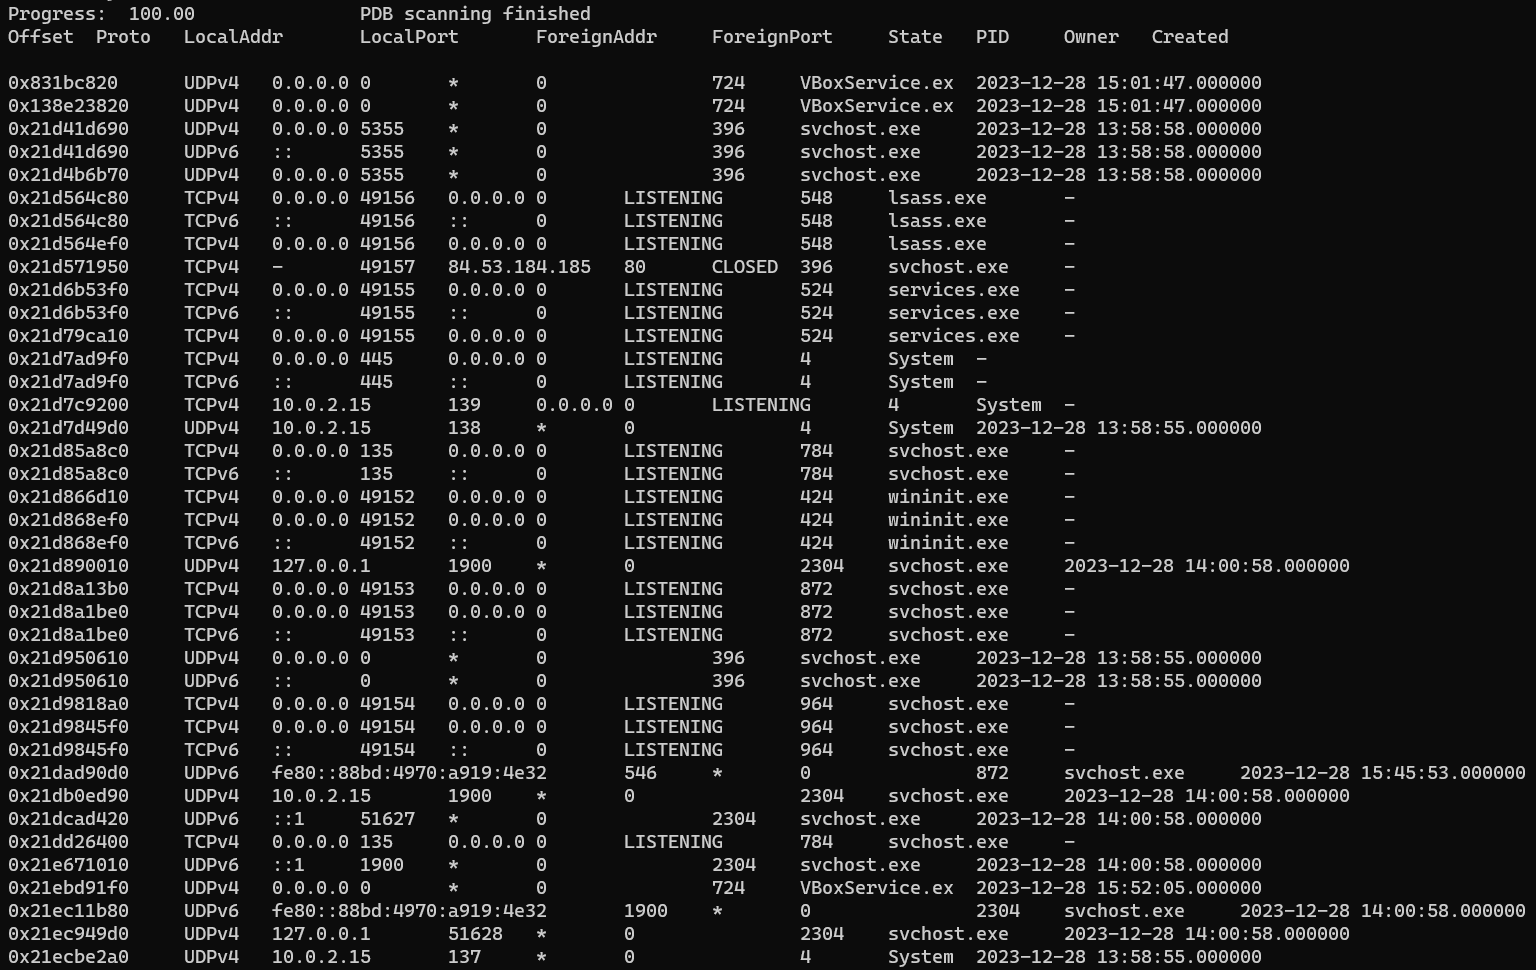 Progress:  100.00               PDB scanning finished
Offset  Proto   LocalAddr       LocalPort       ForeignAddr     ForeignPort     State   PID     Owner   Created
0x831bc820      UDPv4   0.0.0.0 0       *       0               724     VBoxService.ex  2023-12-28 15:01:47.000000
0x138e23820     UDPv4   0.0.0.0 0       *       0               724     VBoxService.ex  2023-12-28 15:01:47.000000
0x21d41d690     UDPv4   0.0.0.0 5355    *       0               396     svchost.exe     2023-12-28 13:58:58.000000
0x21d41d690     UDPv6   ::      5355    *       0               396     svchost.exe     2023-12-28 13:58:58.000000
0x21d4b6b70     UDPv4   0.0.0.0 5355    *       0               396     svchost.exe     2023-12-28 13:58:58.000000
0x21d564c80     TCPv4   0.0.0.0 49156   0.0.0.0 0       LISTENING       548     lsass.exe       -
0x21d564c80     TCPv6   ::      49156   ::      0       LISTENING       548     lsass.exe       -
0x21d564ef0     TCPv4   0.0.0.0 49156   0.0.0.0 0       LISTENING       548     lsass.exe       -
0x21d571950     TCPv4   -       49157   84.53.184.185   80      CLOSED  396     svchost.exe     -
0x21d6b53f0     TCPv4   0.0.0.0 49155   0.0.0.0 0       LISTENING       524     services.exe    -
0x21d6b53f0     TCPv6   ::      49155   ::      0       LISTENING       524     services.exe    -
0x21d79ca10     TCPv4   0.0.0.0 49155   0.0.0.0 0       LISTENING       524     services.exe    -
0x21d7ad9f0     TCPv4   0.0.0.0 445     0.0.0.0 0       LISTENING       4       System  -
0x21d7ad9f0     TCPv6   ::      445     ::      0       LISTENING       4       System  -
0x21d7c9200     TCPv4   10.0.2.15       139     0.0.0.0 0       LISTENING       4       System  -
0x21d7d49d0     UDPv4   10.0.2.15       138     *       0               4       System  2023-12-28 13:58:55.000000
0x21d85a8c0     TCPv4   0.0.0.0 135     0.0.0.0 0       LISTENING       784     svchost.exe     -
0x21d85a8c0     TCPv6   ::      135     ::      0       LISTENING       784     svchost.exe     -
0x21d866d10     TCPv4   0.0.0.0 49152   0.0.0.0 0       LISTENING       424     wininit.exe     -
0x21d868ef0     TCPv4   0.0.0.0 49152   0.0.0.0 0       LISTENING       424     wininit.exe     -
0x21d868ef0     TCPv6   ::      49152   ::      0       LISTENING       424     wininit.exe     -
0x21d890010     UDPv4   127.0.0.1       1900    *       0               2304    svchost.exe     2023-12-28 14:00:58.000000
0x21d8a13b0     TCPv4   0.0.0.0 49153   0.0.0.0 0       LISTENING       872     svchost.exe     -
0x21d8a1be0     TCPv4   0.0.0.0 49153   0.0.0.0 0       LISTENING       872     svchost.exe     -
0x21d8a1be0     TCPv6   ::      49153   ::      0       LISTENING       872     svchost.exe     -
0x21d950610     UDPv4   0.0.0.0 0       *       0               396     svchost.exe     2023-12-28 13:58:55.000000
0x21d950610     UDPv6   ::      0       *       0               396     svchost.exe     2023-12-28 13:58:55.000000
0x21d9818a0     TCPv4   0.0.0.0 49154   0.0.0.0 0       LISTENING       964     svchost.exe     -
0x21d9845f0     TCPv4   0.0.0.0 49154   0.0.0.0 0       LISTENING       964     svchost.exe     -
0x21d9845f0     TCPv6   ::      49154   ::      0       LISTENING       964     svchost.exe     -
0x21dad90d0     UDPv6   fe80::88bd:4970:a919:4e32       546     *       0               872     svchost.exe     2023-12-28 15:45:53.000000
0x21db0ed90     UDPv4   10.0.2.15       1900    *       0               2304    svchost.exe     2023-12-28 14:00:58.000000
0x21dcad420     UDPv6   ::1     51627   *       0               2304    svchost.exe     2023-12-28 14:00:58.000000
0x21dd26400     TCPv4   0.0.0.0 135     0.0.0.0 0       LISTENING       784     svchost.exe     -
0x21e671010     UDPv6   ::1     1900    *       0               2304    svchost.exe     2023-12-28 14:00:58.000000
0x21ebd91f0     UDPv4   0.0.0.0 0       *       0               724     VBoxService.ex  2023-12-28 15:52:05.000000
0x21ec11b80     UDPv6   fe80::88bd:4970:a919:4e32       1900    *       0               2304    svchost.exe     2023-12-28 14:00:58.000000
0x21ec949d0     UDPv4   127.0.0.1       51628   *       0               2304    svchost.exe     2023-12-28 14:00:58.000000
0x21ecbe2a0     UDPv4   10.0.2.15       137     *       0               4       System  2023-12-28 13:58:55.000000